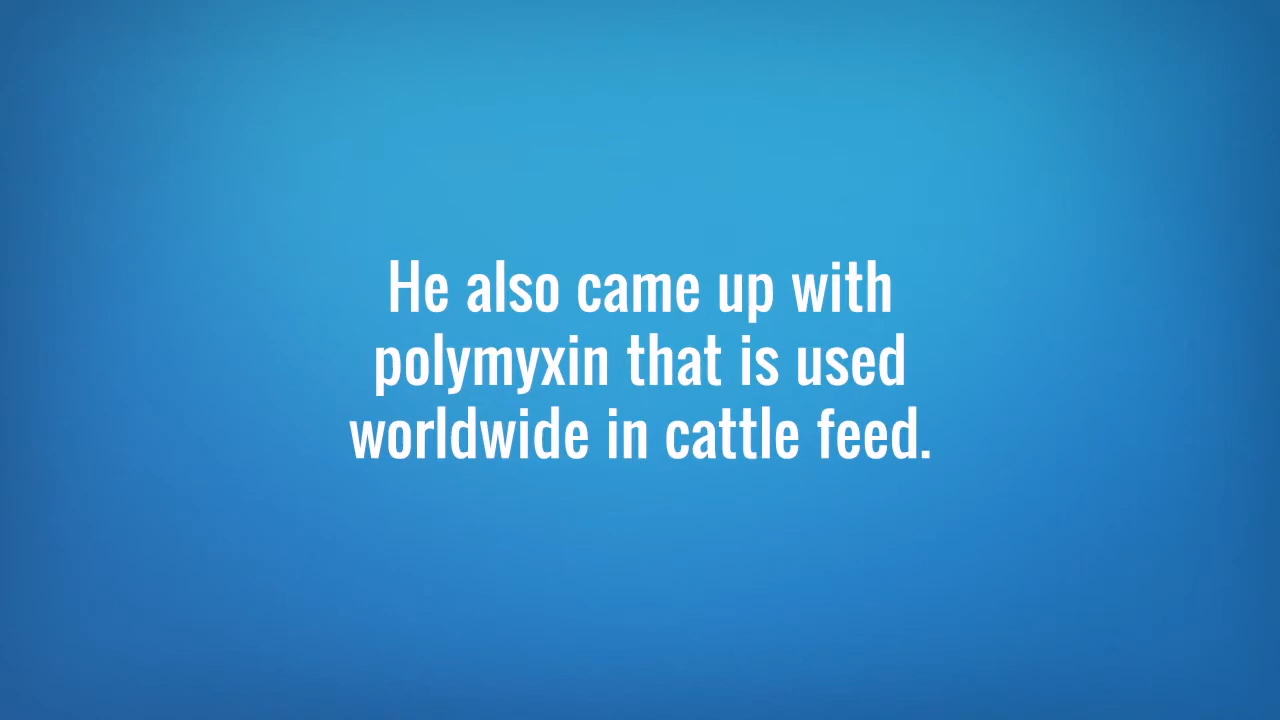 He also came up with
polymyxin that is used
worldwide in cattle feed.